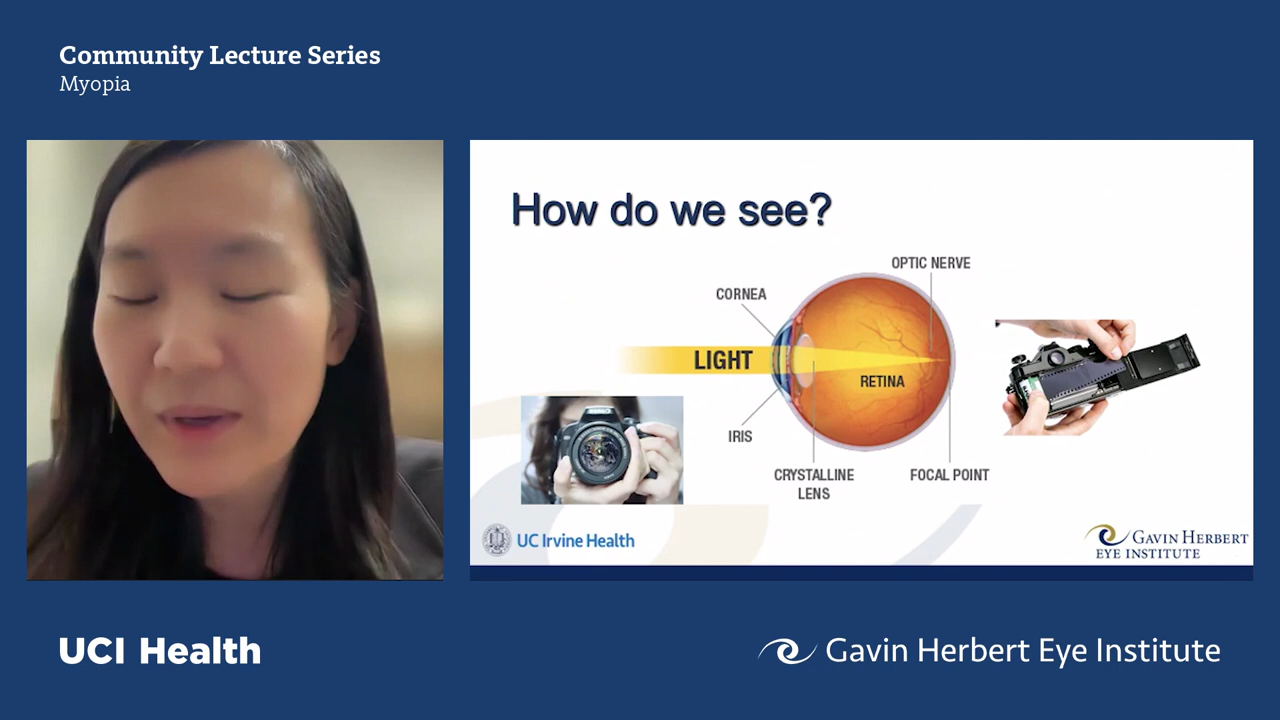 Community Lecture Series
Myopia
How do we see?
OPTIC NERVE
CORNEA
LIGHT
RETINA
IRIS
CRYSTALLINE
LENS
FOCAL POINT
UC Irvine Health
GAVIN HERBERT
EYE INSTITUTE
UCI Health
Gavin Herbert Eye Institute